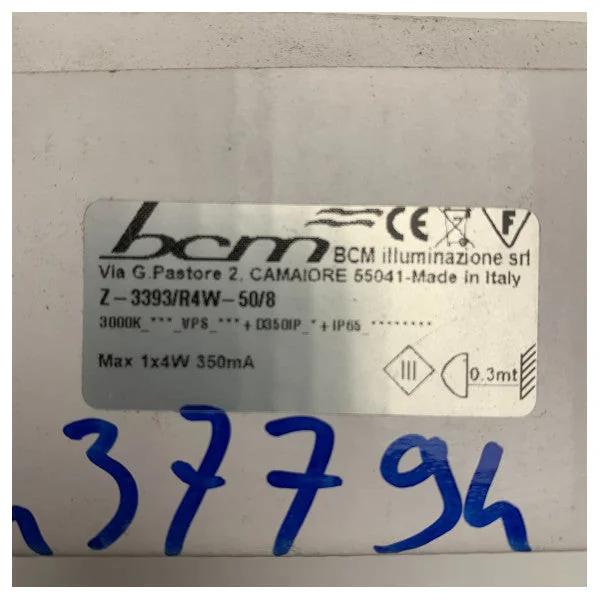 bcm CE F
BCM illuminazione srl
Via G.Pastore 2, CAMAIORE 55041-Made in Italy
Z-3393/R4W-50/8
3000K_***_VPS_***+D350IP_*+IP65_********
Max 1x4W 350mA
III 0,3mt
37794